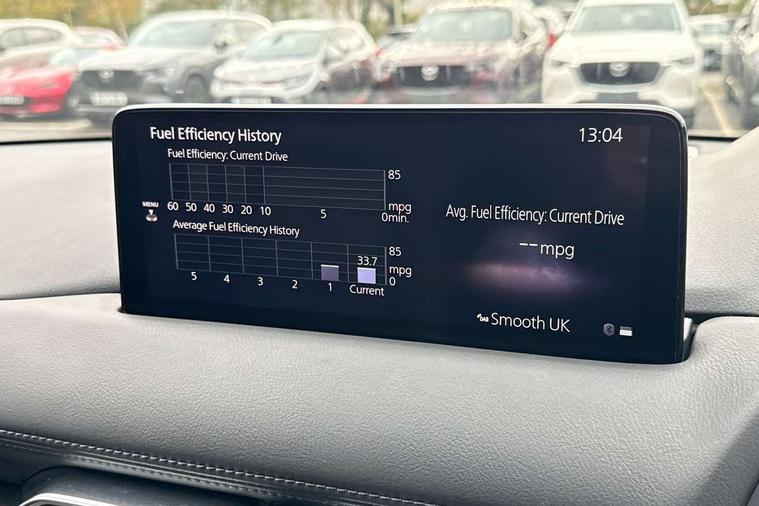 Fuel Efficiency History
13:04
Fuel Efficiency: Current Drive
85
MENU
60 50 40 30 20 10 5 0min.
mpg
Average Fuel Efficiency History
85
33.7
mpg
0
5 4 3 2 1 Current
Avg. Fuel Efficiency: Current Drive
--mpg
DAB Smooth UK